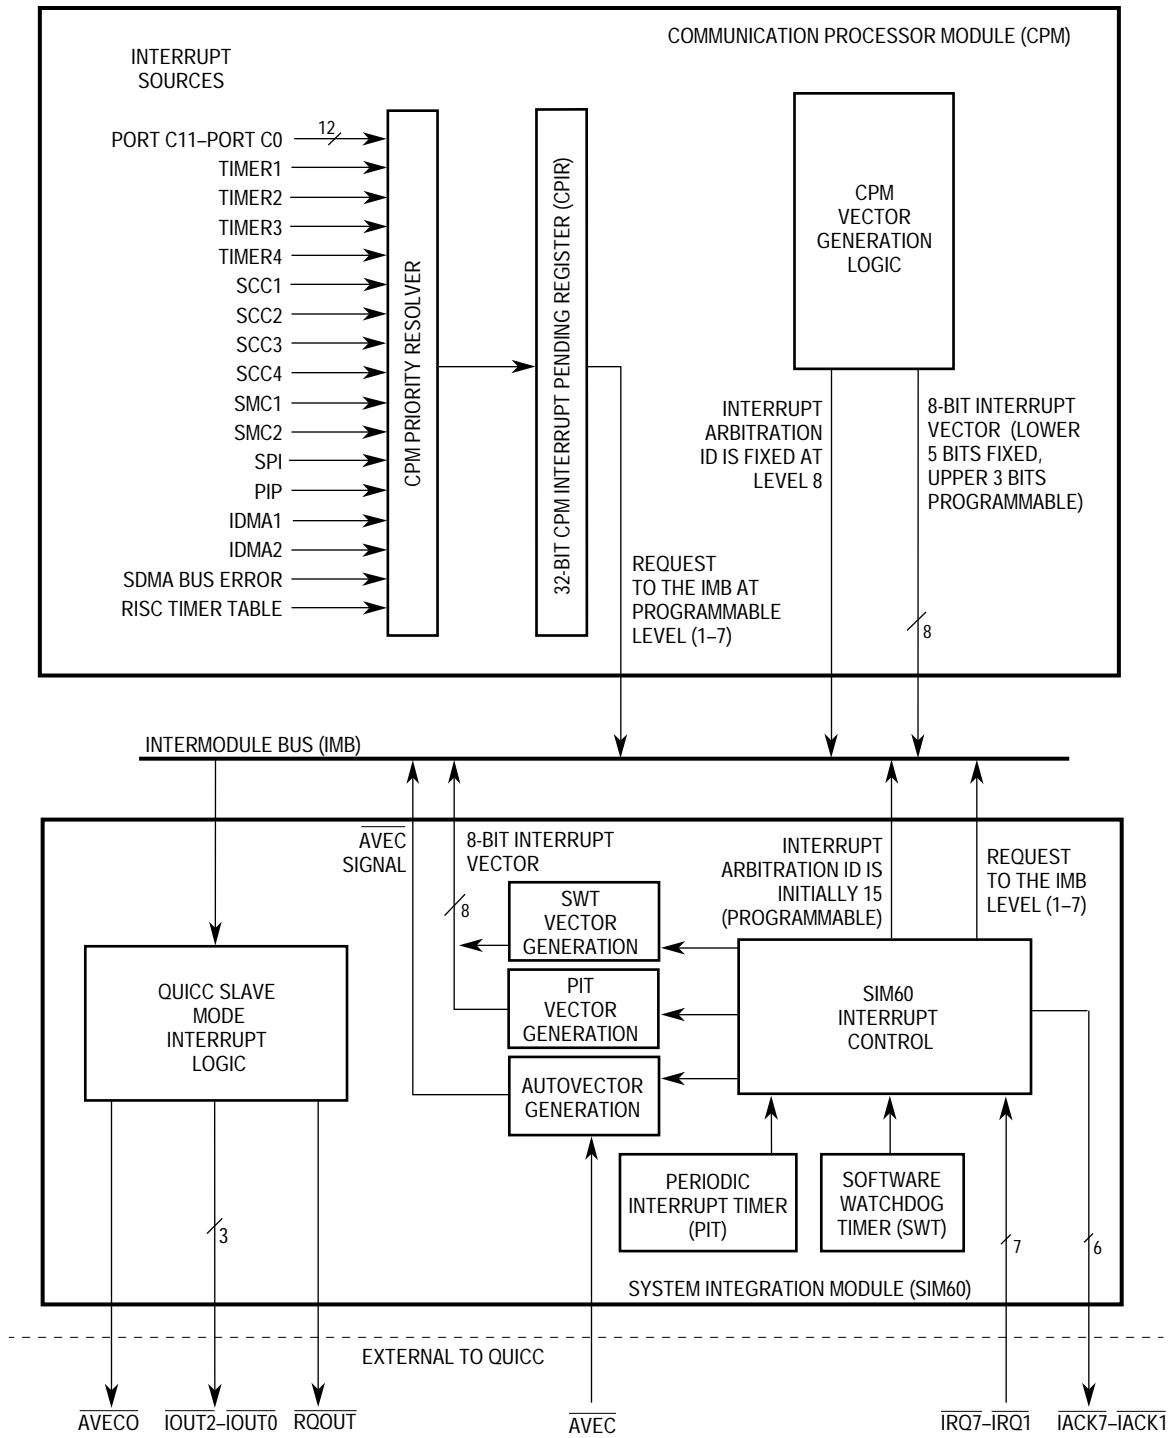 COMMUNICATION PROCESSOR MODULE (CPM)
INTERRUPT
SOURCES
PORT C11–PORT C0
12
TIMER1
TIMER2
TIMER3
TIMER4
SCC1
SCC2
SCC3
SCC4
SMC1
SMC2
SPI
PIP
IDMA1
IDMA2
SDMA BUS ERROR
RISC TIMER TABLE
CPM PRIORITY RESOLVER
32-BIT CPM INTERRUPT PENDING REGISTER (CPIR)
REQUEST
TO THE IMB AT
PROGRAMMABLE
LEVEL (1–7)
CPM
VECTOR
GENERATION
LOGIC
INTERRUPT
ARBITRATION
ID IS FIXED AT
LEVEL 8
8-BIT INTERRUPT
VECTOR (LOWER
5 BITS FIXED,
UPPER 3 BITS
PROGRAMMABLE)
8
INTERMODULE BUS (IMB)
AVEC
SIGNAL
8-BIT INTERRUPT
VECTOR
8
INTERRUPT
ARBITRATION ID IS
INITIALLY 15
(PROGRAMMABLE)
REQUEST
TO THE IMB
LEVEL (1–7)
QUICC SLAVE
MODE
INTERRUPT
LOGIC
SWT
VECTOR
GENERATION
PIT
VECTOR
GENERATION
AUTOVECTOR
GENERATION
SIM60
INTERRUPT
CONTROL
PERIODIC
INTERRUPT TIMER
(PIT)
SOFTWARE
WATCHDOG
TIMER (SWT)
3
7
6
SYSTEM INTEGRATION MODULE (SIM60)
EXTERNAL TO QUICC
AVECO
IOUT2–IOUT0
RQOUT
AVEC
IRQ7–IRQ1
IACK7–IACK1